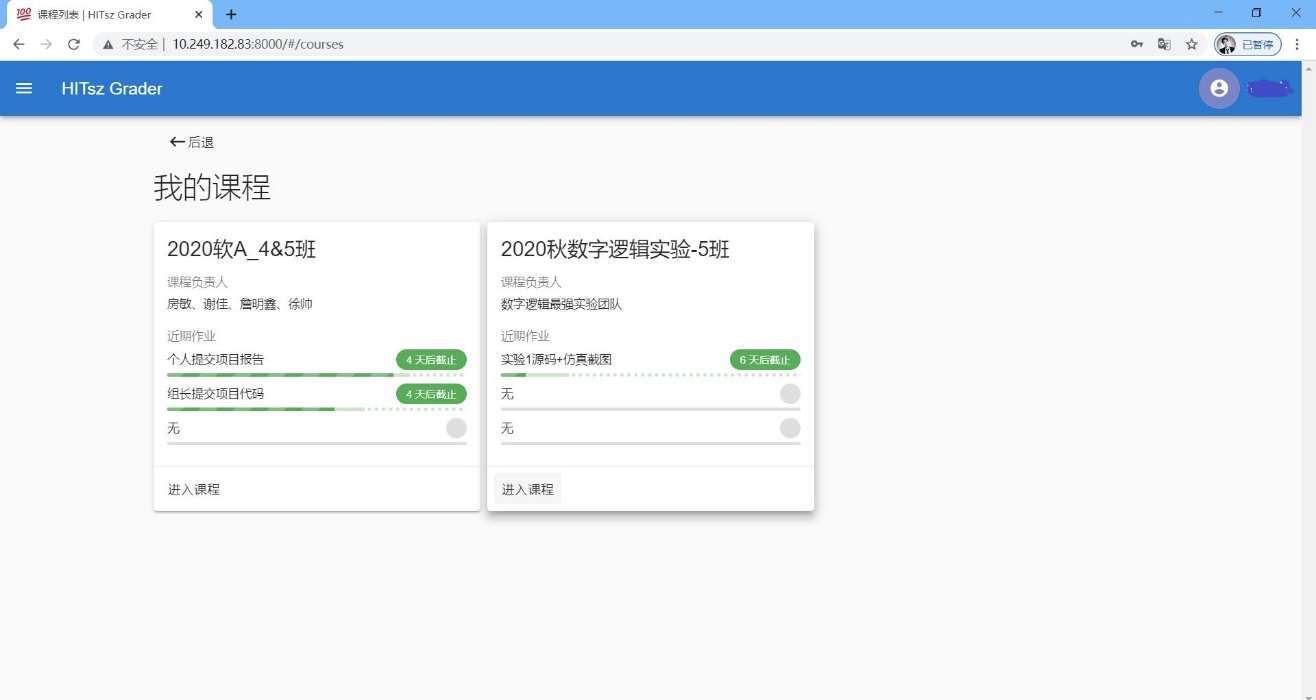 课程列表 | HITsz Grader
不安全 | 10.249.182.83:8000/#/courses
已暂停
HITsz Grader
后退
我的课程
2020软A_4&5班
课程负责人
房敏、谢佳、詹明鑫、徐帅
近期作业
个人提交项目报告 4 天后截止
组长提交项目代码 4 天后截止
无
进入课程
2020秋数字逻辑实验-5班
课程负责人
数字逻辑最强实验团队
近期作业
实验1源码+仿真截图 6 天后截止
无
无
进入课程